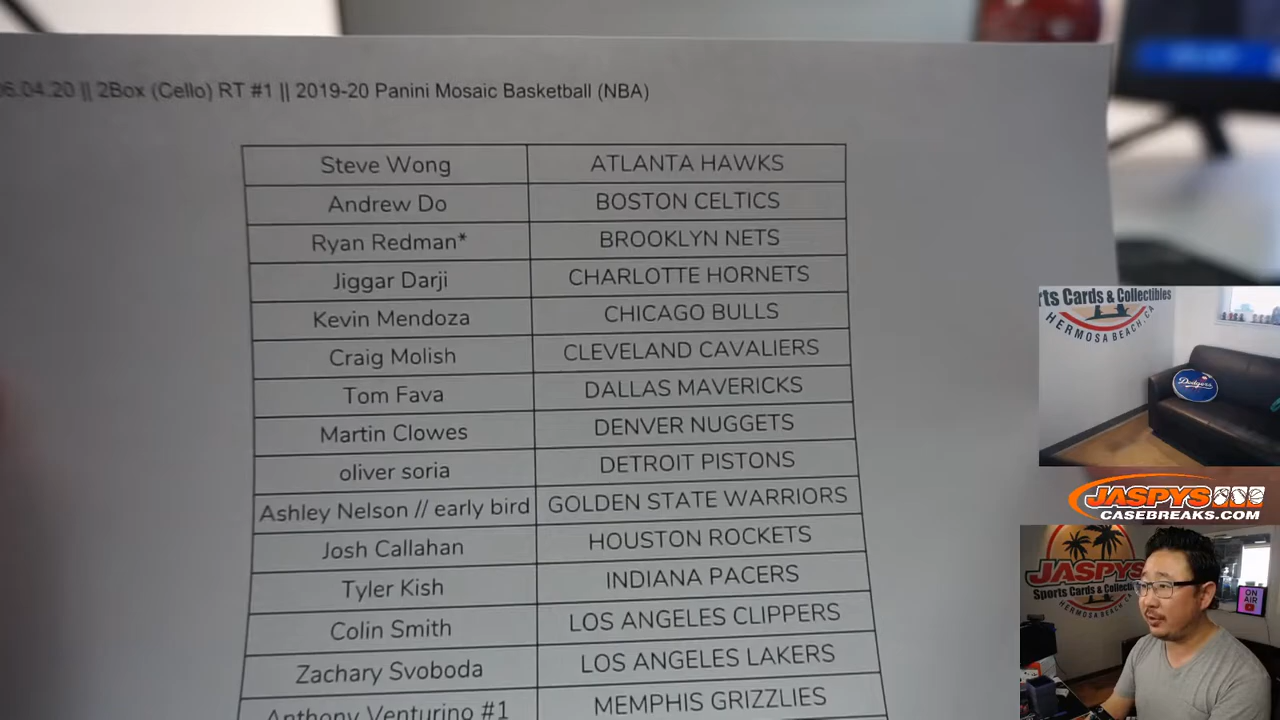 06.04.20 || 2Box (Cello) RT #1 || 2019-20 Panini Mosaic Basketball (NBA)
Steve Wong ATLANTA HAWKS
Andrew Do BOSTON CELTICS
Ryan Redman* BROOKLYN NETS
Jiggar Darji CHARLOTTE HORNETS
Kevin Mendoza CHICAGO BULLS
Craig Molish CLEVELAND CAVALIERS
Tom Fava DALLAS MAVERICKS
Martin Clowes DENVER NUGGETS
oliver soria DETROIT PISTONS
Ashley Nelson // early bird GOLDEN STATE WARRIORS
Josh Callahan HOUSTON ROCKETS
Tyler Kish INDIANA PACERS
Colin Smith LOS ANGELES CLIPPERS
Zachary Svoboda LOS ANGELES LAKERS
Anthony Venturino #1 MEMPHIS GRIZZLIES
rts Cards & Collectibles
HERMOSA BEACH, CA
Dodgers
JASPYS
CASEBREAKS.COM
JASPYS
Sports Cards & Collectib
HERMOSA BEACH
ON
AIR